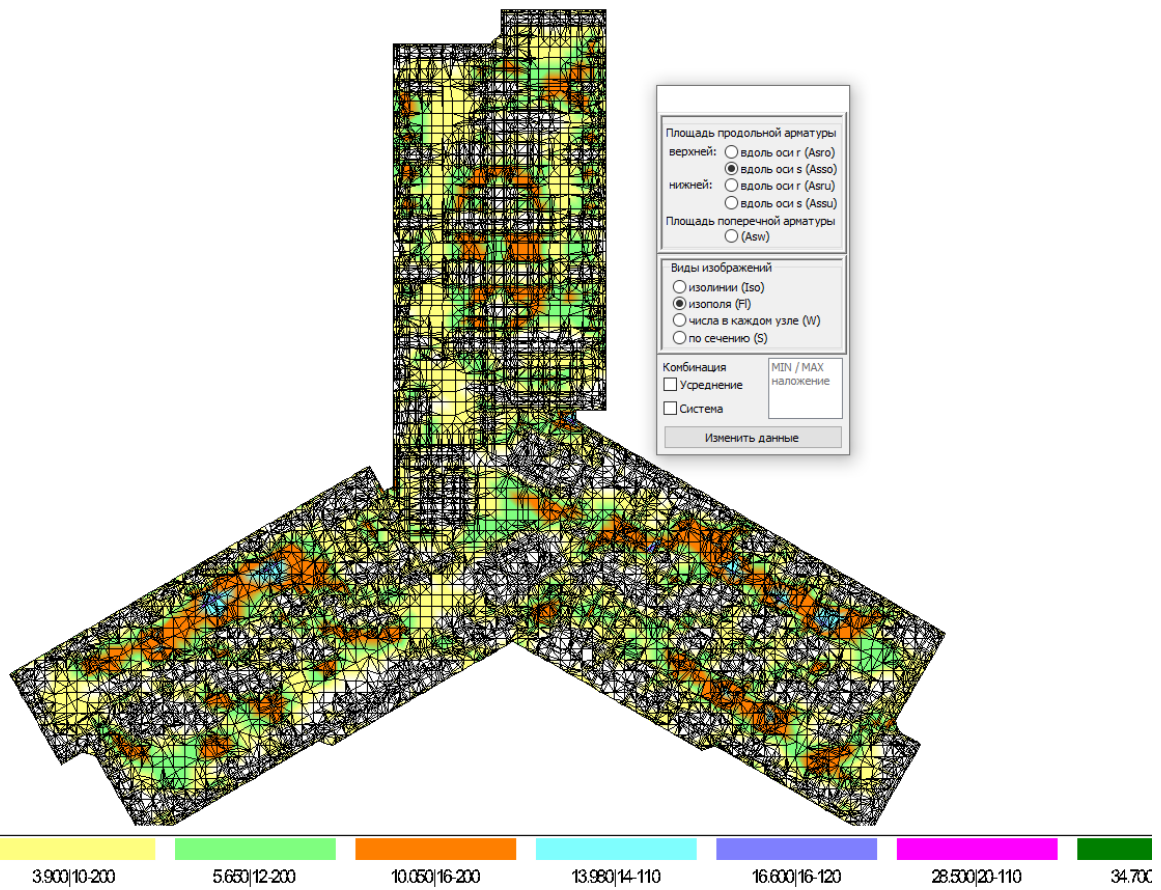 Площадь продольной арматуры
верхней: вдоль оси r (Asro)
вдоль оси s (Asso)
нижней: вдоль оси r (Asru)
вдоль оси s (Assu)
Площадь поперечной арматуры
(Asw)
Виды изображений
изолинии (Iso)
изополя (Fl)
числа в каждом узле (W)
по сечению (S)
Комбинация
Усреднение
Система
MIN / MAX
наложение
Изменить данные
3.900|10-200 5.650|12-200 10.050|16-200 13.980|14-110 16.600|16-120 28.500|20-110 34.700